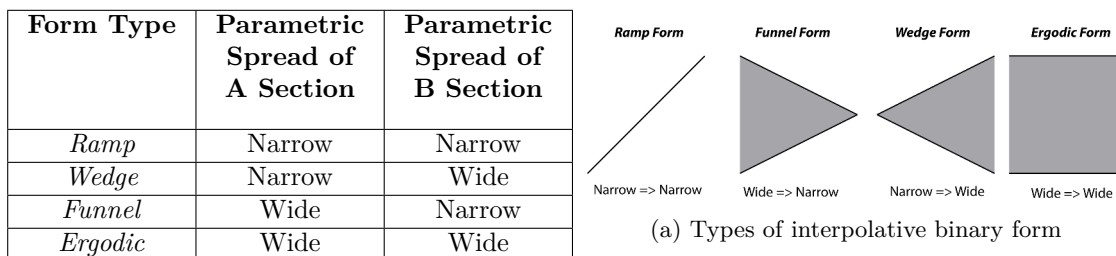 Form Type Parametric Parametric
Spread of Spread of
A Section B Section
Ramp Narrow Narrow
Wedge Narrow Wide
Funnel Wide Narrow
Ergodic Wide Wide
Ramp Form Funnel Form Wedge Form Ergodic Form
Narrow => Narrow Wide => Narrow Narrow => Wide Wide => Wide
(a) Types of interpolative binary form